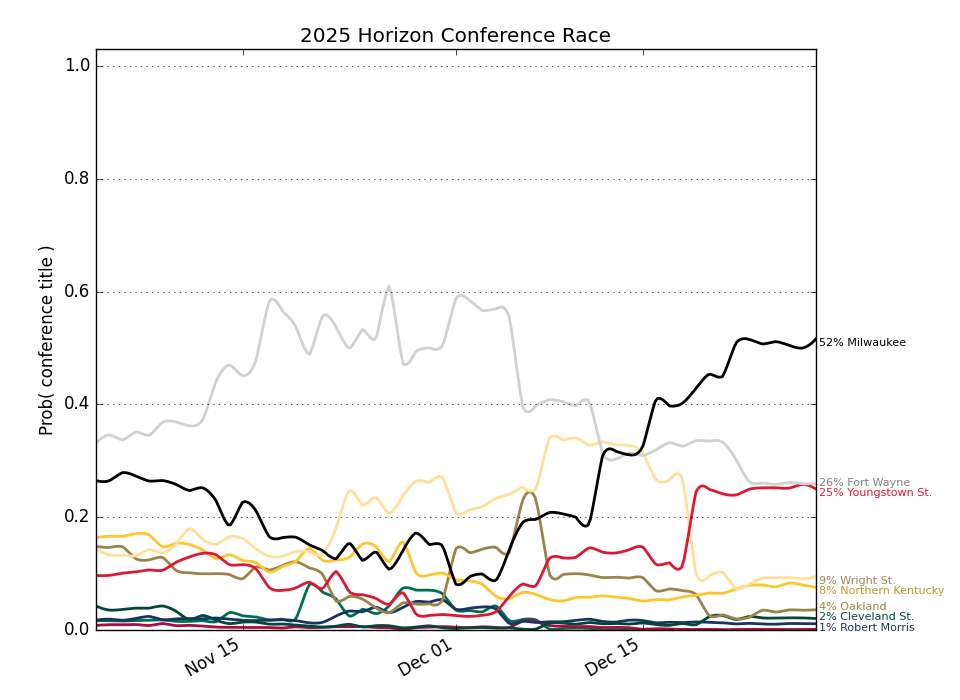 2025 Horizon Conference Race
1.0
0.8
0.6
0.4
0.2
0.0
Prob( conference title )
Nov 15
Dec 01
Dec 15
52% Milwaukee
26% Fort Wayne
25% Youngstown St.
9% Wright St.
8% Northern Kentucky
4% Oakland
2% Cleveland St.
1% Robert Morris